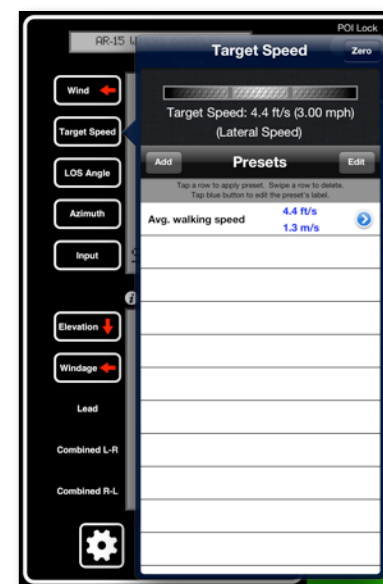 POI Lock
AR-15
Target Speed
Zero
Wind
Target Speed: 4.4 ft/s (3.00 mph)
(Lateral Speed)
Target Speed
Add
Presets
Edit
LOS Angle
Tap a row to apply preset. Swipe a row to delete.
Tap blue button to edit the preset's label.
Azimuth
Avg. walking speed
4.4 ft/s
1.3 m/s
Input
i
Elevation
Windage
Lead
Combined L-R
Combined R-L